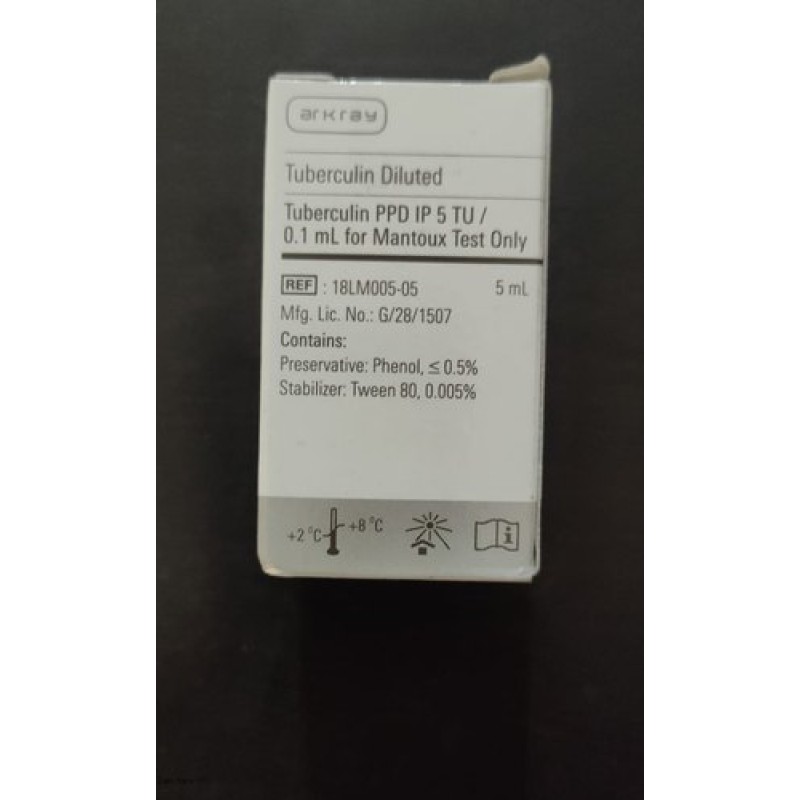 arkray
Tuberculin Diluted
Tuberculin PPD IP 5 TU /
0.1 mL for Mantoux Test Only
REF : 18LM005-05 5 mL
Mfg. Lic. No.: G/28/1507
Contains:
Preservative: Phenol, ≤ 0.5%
Stabilizer: Tween 80, 0.005%
+2 °C +8 °C i